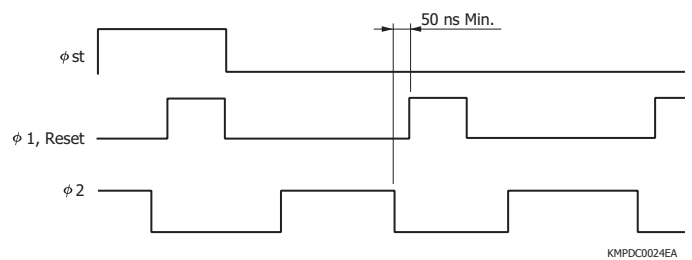 50 ns Min.
ϕ st
ϕ 1, Reset
ϕ 2
KMPDC0024EA